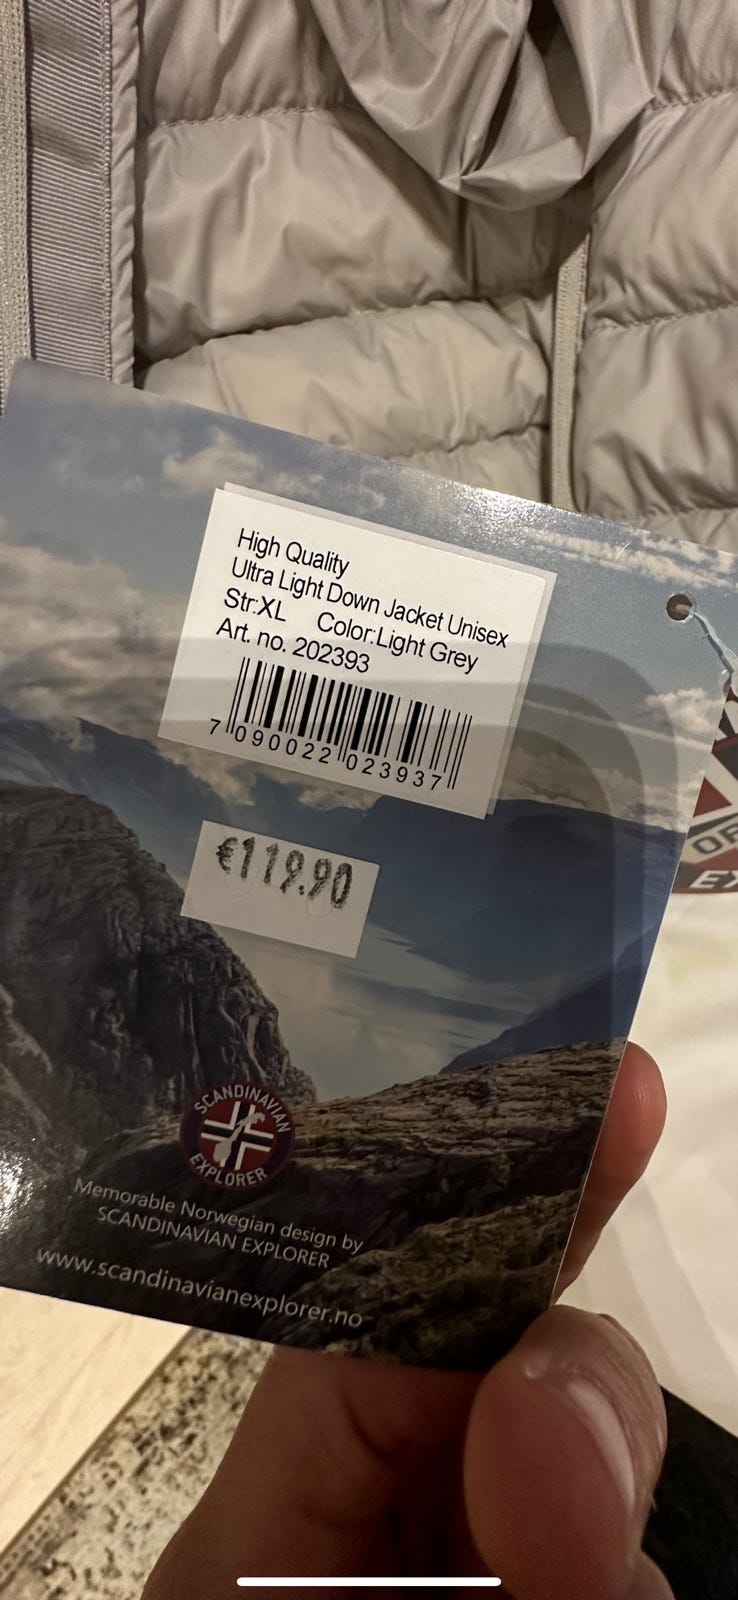 High Quality
Ultra Light Down Jacket Unisex
Str:XL Color:Light Grey
Art. no. 202393
7 090022 023937
€119.90
SCANDINAVIAN
EXPLORER
Memorable Norwegian design by
SCANDINAVIAN EXPLORER
www.scandinavianexplorer.no